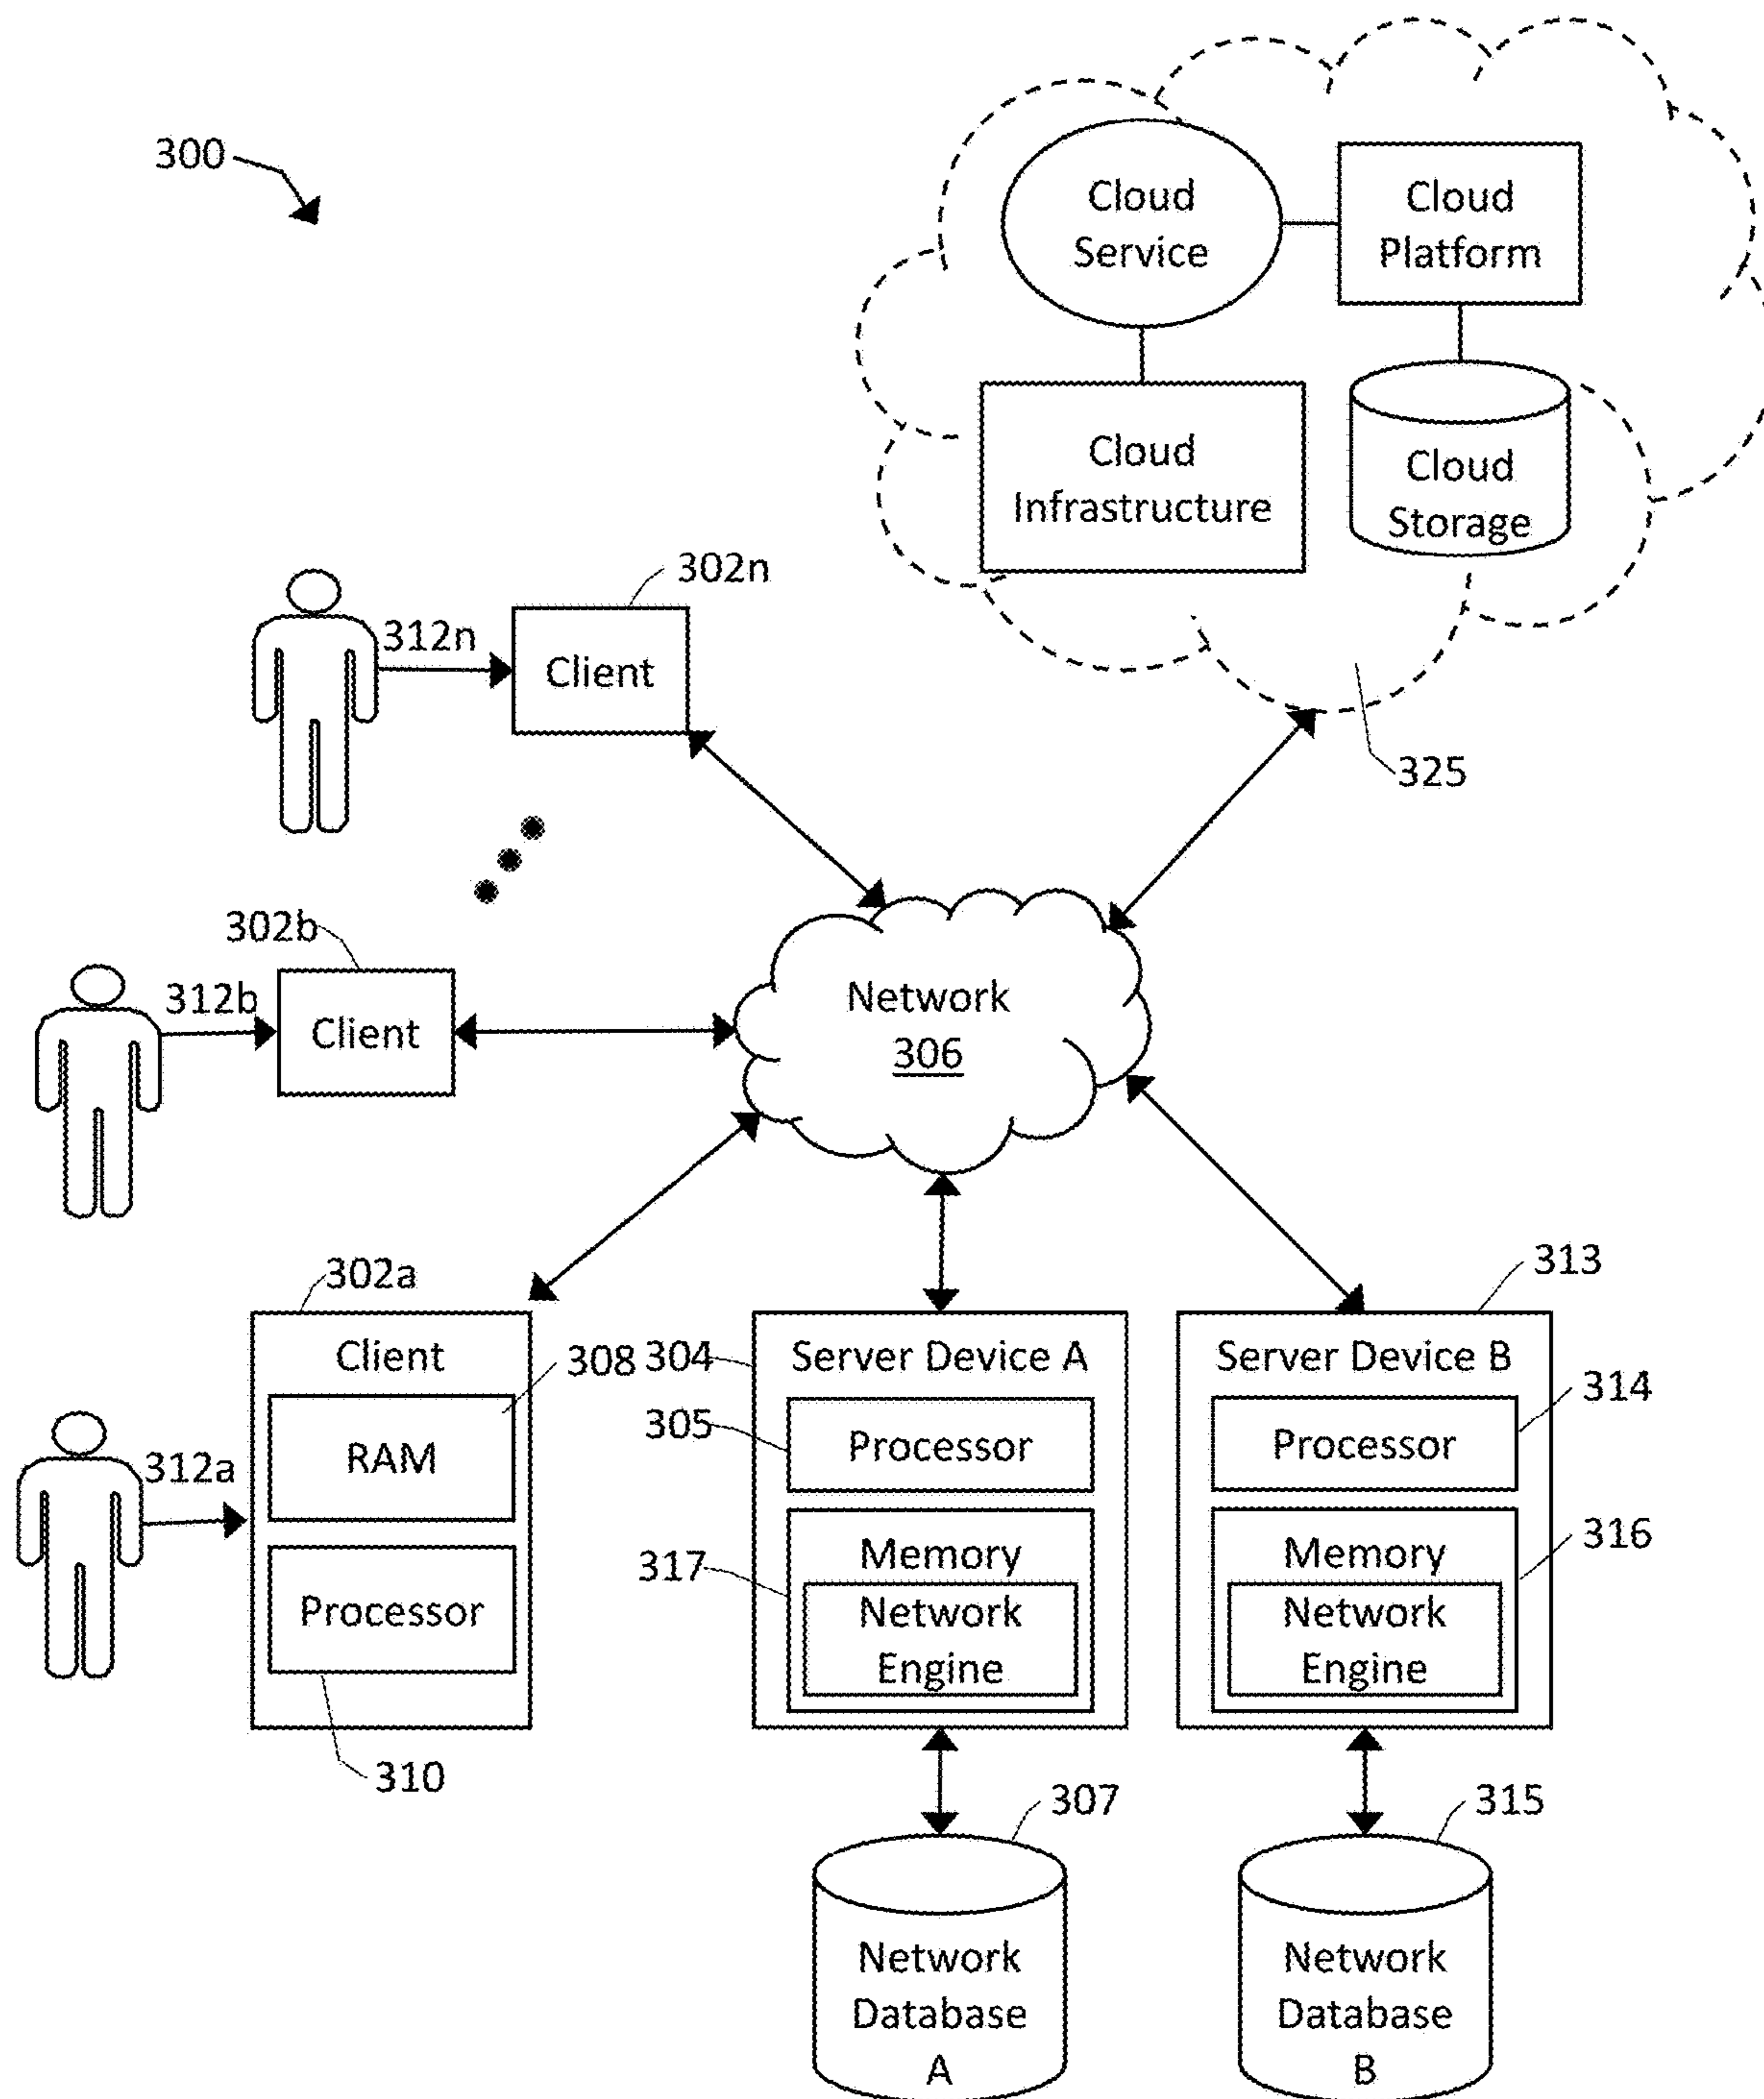 300
Cloud
Service
Cloud
Platform
Cloud
Infrastructure
Cloud
Storage
302n
312n
Client
325
302b
312b
Client
Network
306
302a
313
Client
308
304
Server Device A
Server Device B
314
305
Processor
Processor
RAM
312a
317
Memory
Memory
316
Processor
Network
Engine
Network
Engine
310
307
315
Network
Database
A
Network
Database
B